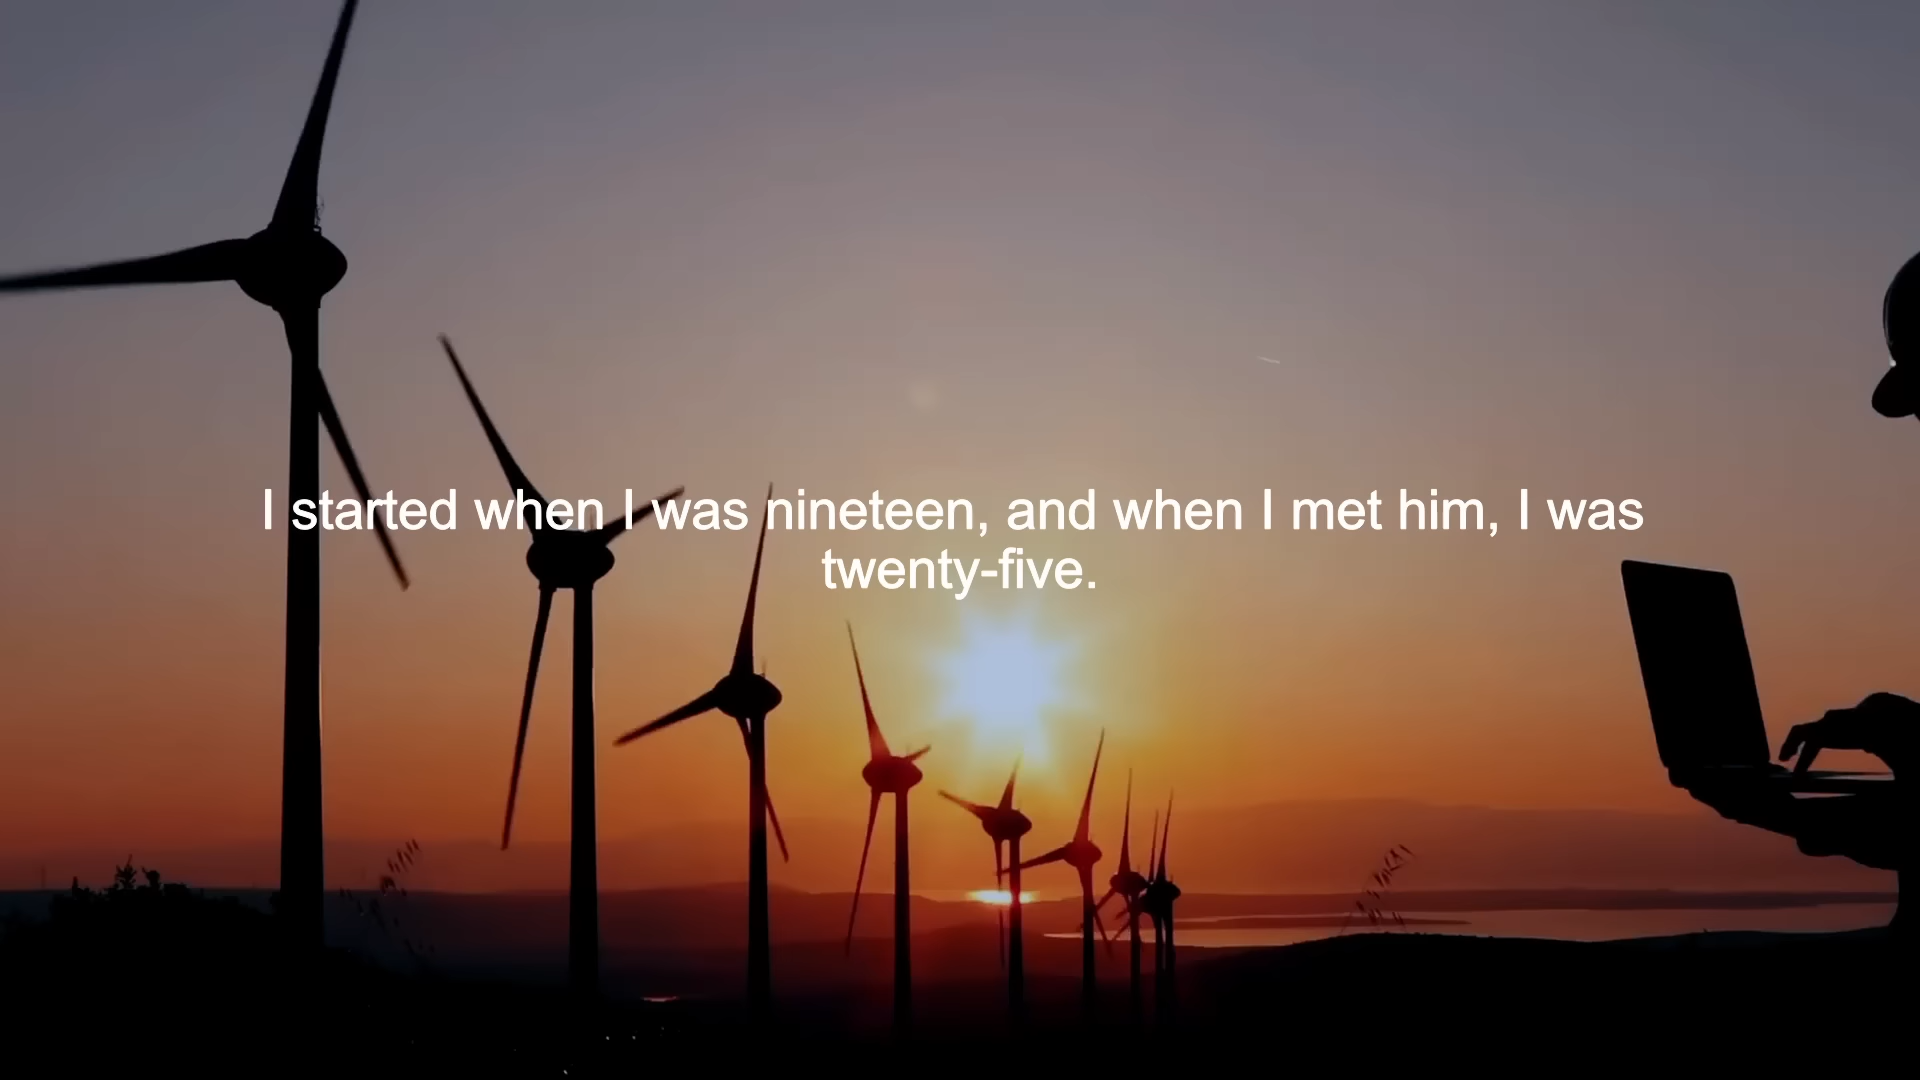 I started when I was nineteen, and when I met him, I was
twenty-five.